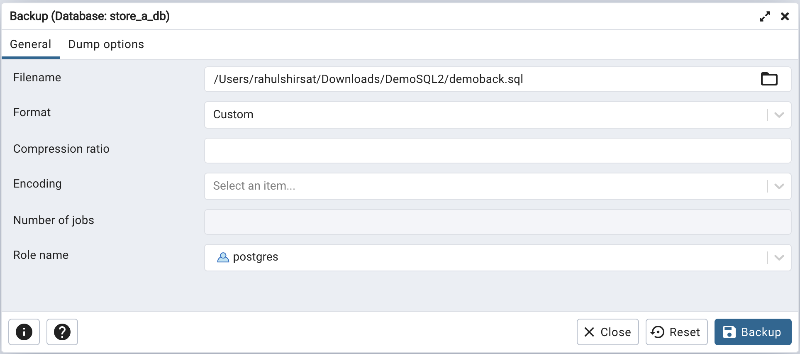 Backup (Database: store_a_db)
General Dump options
Filename /Users/rahulshirsat/Downloads/DemoSQL2/demoback.sql
Format Custom
Compression ratio
Encoding Select an item...
Number of jobs
Role name postgres
Close Reset Backup